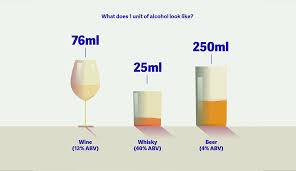 What does 1 unit of alcohol look like?
76ml
25ml
250ml
Wine
(13% ABV)
Whisky
(40% ABV)
Beer
(4% ABV)